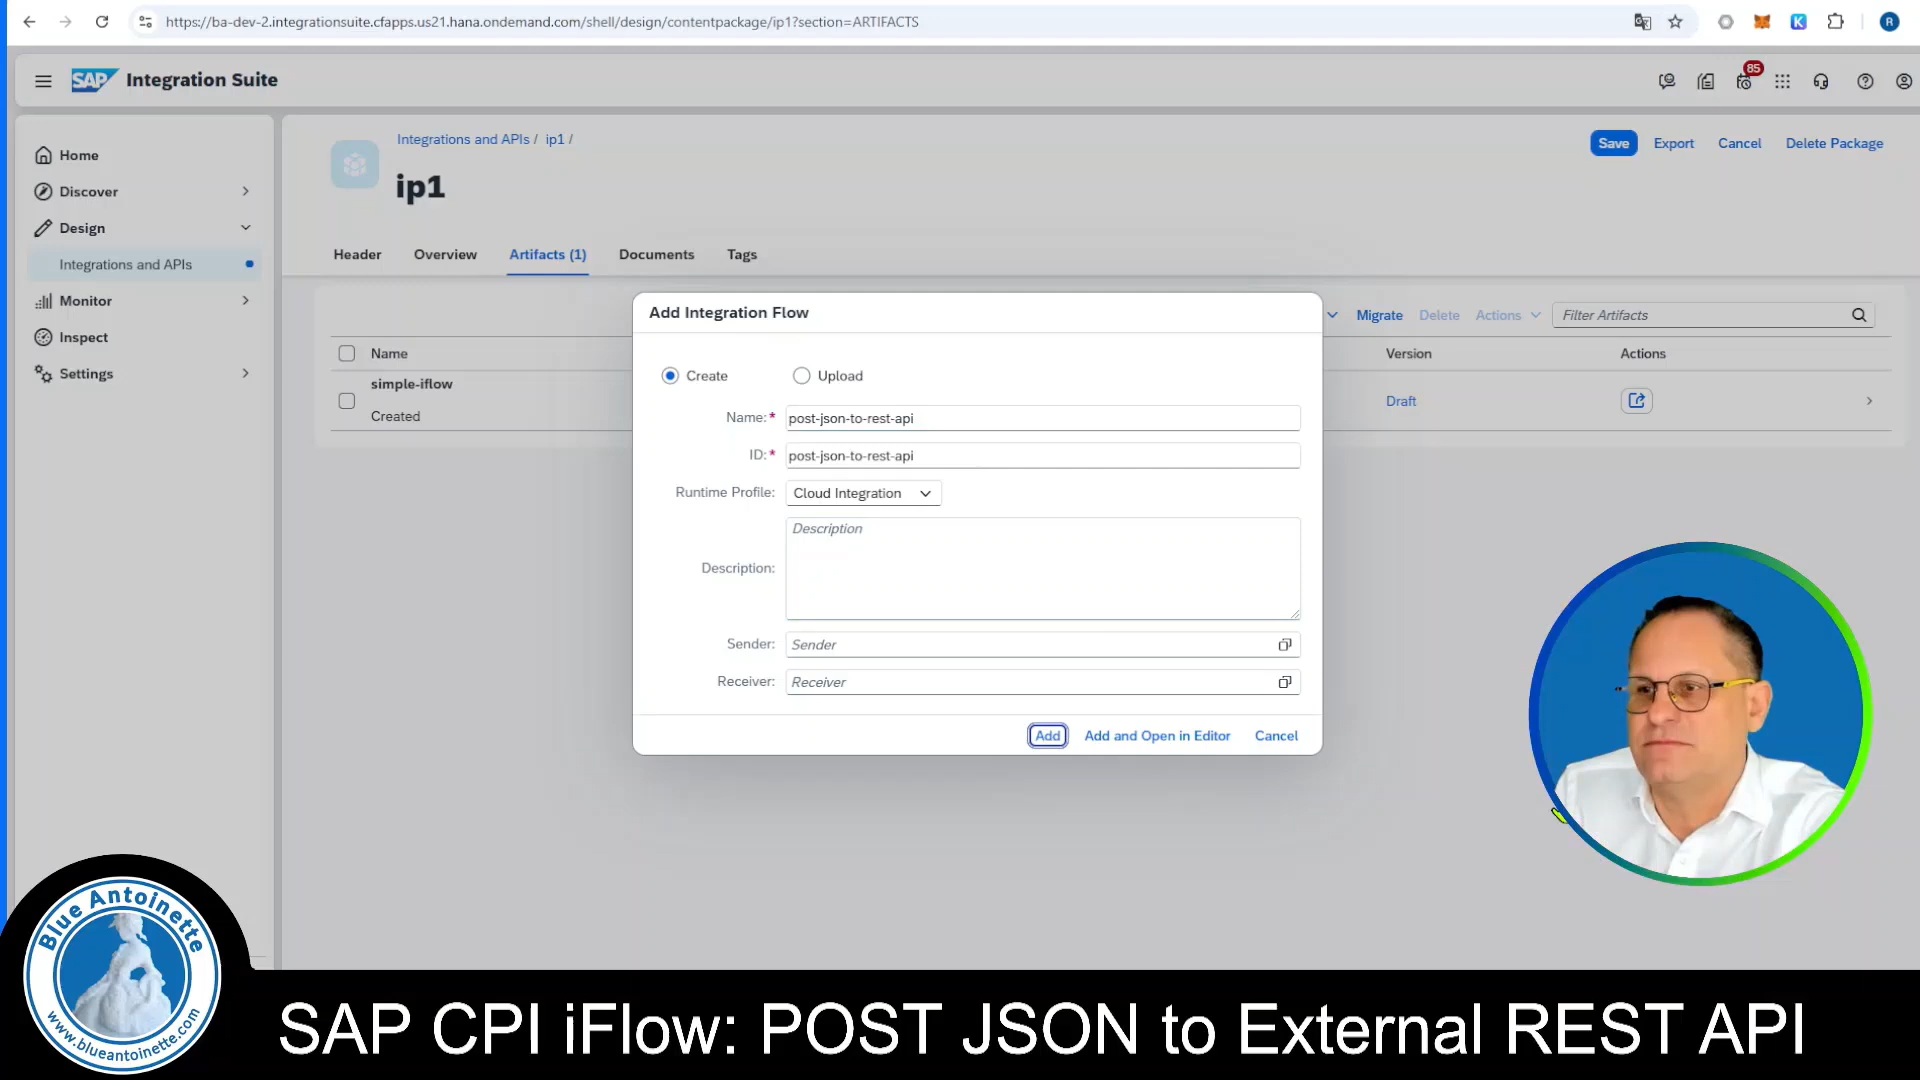 https://ba-dev-2.integrationsuite.cfapps.us21.hana.ondemand.com/shell/design/contentpackage/ip1?section=ARTIFACTS
K
R
SAP Integration Suite
85
Home
Discover
Design
Integrations and APIs
Monitor
Inspect
Settings
Integrations and APIs / ip1 /
ip1
Save Export Cancel Delete Package
Header Overview Artifacts (1) Documents Tags
Migrate Delete Actions Filter Artifacts
Name Version Actions
simple-iflow
Created
Draft
Add Integration Flow
Create Upload
Name:* post-json-to-rest-api
ID:* post-json-to-rest-api
Runtime Profile: Cloud Integration
Description: Description
Sender: Sender
Receiver: Receiver
Add Add and Open in Editor Cancel
Blue Antoinette
www.blueantoinette.com
SAP CPI iFlow: POST JSON to External REST API